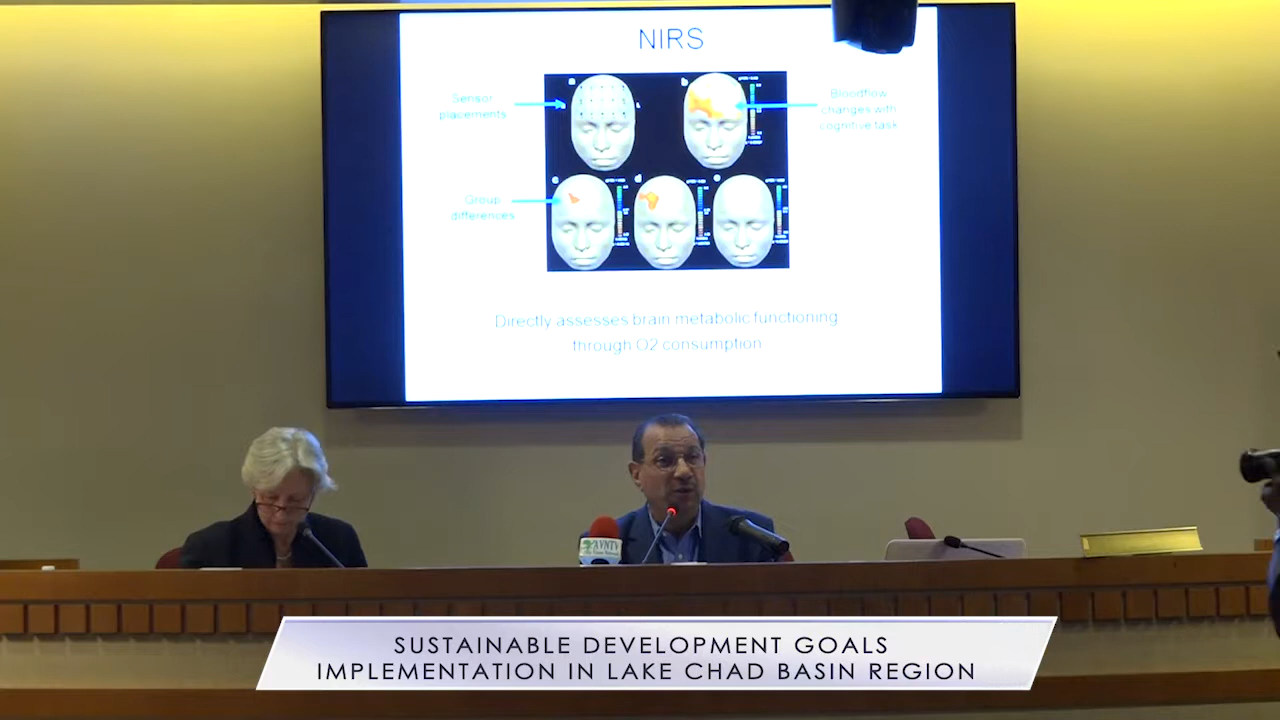 NIRS
Sensor
placements
Bloodflow
changes with
cognitive task
a
b
Group
differences
c
d
e
Directly assesses brain metabolic functioning
through O2 consumption
AVNTV
SUSTAINABLE DEVELOPMENT GOALS
IMPLEMENTATION IN LAKE CHAD BASIN REGION